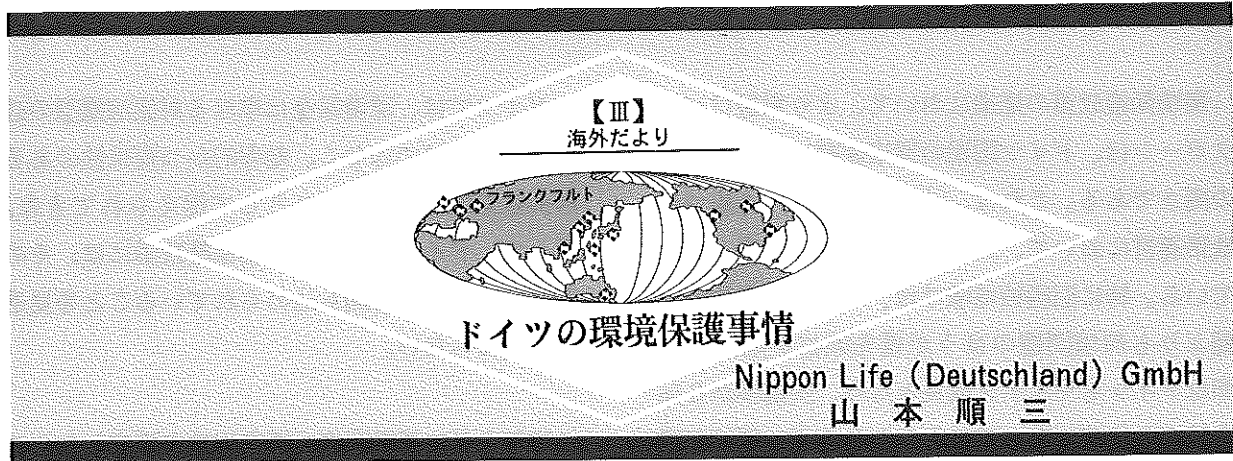 【Ⅲ】
海外だより
フランクフルト
ドイツの環境保護事情
Nippon Life (Deutschland) GmbH
山本順三